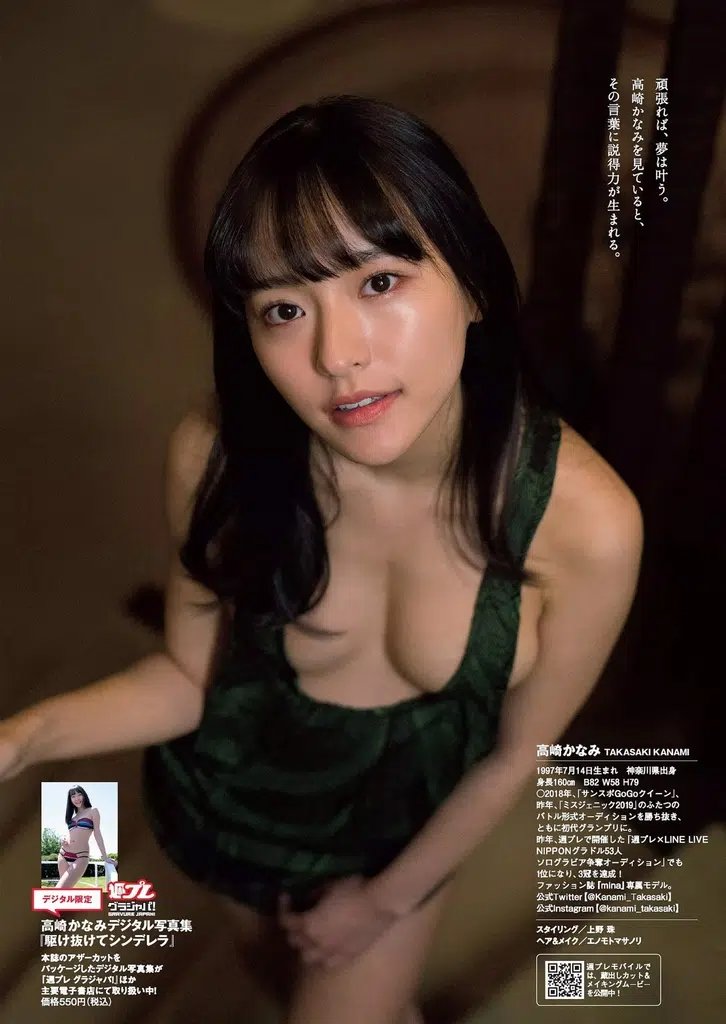 頑張れば、夢は叶う。
高崎かなみを見ていると、
その言葉に説得力が生まれる。
高崎かなみ TAKASAKI KANAMI
1997年7月14日生まれ 神奈川県出身
身長160㎝ B82 W58 H79
○2018年、「サンスポGoGoクイーン」、
昨年、「ミスジェニック2019」のふたつの
バトル形式オーディションを勝ち抜き、
ともに初代グランプリに。
昨年、週プレで開催した「週プレ×LINE LIVE
NIPPONグラドル53人
ソログラビア争奪オーディション」でも
1位になり、3冠を達成！
ファッション誌『mina』専属モデル。
公式Twitter【@Kanami_Takasaki】
公式Instagram【@kanami_takasaki】
スタイリング／上野 珠
ヘア&メイク／エノモトマサノリ
週プレモバイルで
は、蔵出しカット&
メイキングムービー
を公開中！
デジタル限定
週プレ
グラジャパ！
GRAVURE JAPAN!
高崎かなみデジタル写真集
『駆け抜けてシンデレラ』
本誌のアザーカットを
パッケージしたデジタル写真集が
「週プレ グラジャパ！」ほか
主要電子書店にて取り扱い中！
価格550円（税込）